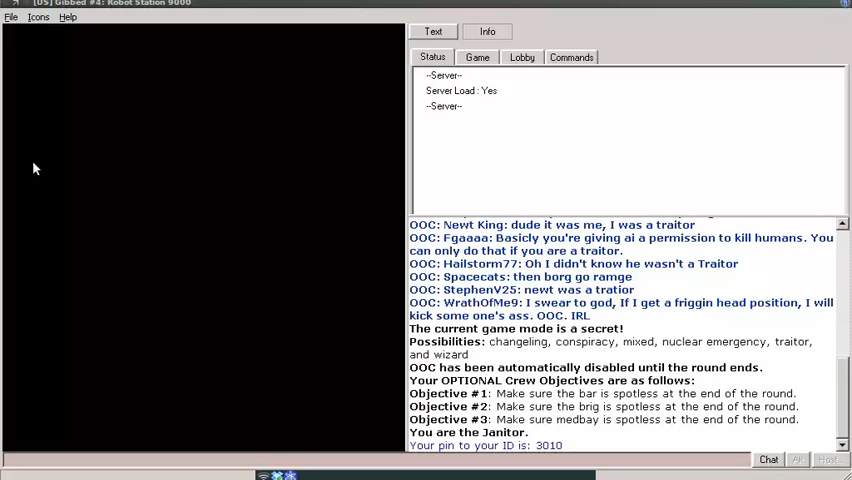 [US] Gibbed #4: Robot Station 9000
File Icons Help
Text Info
Status Game Lobby Commands
--Server--
Server Load : Yes
--Server--
OOC: Newt King: dude it was me, I was a traitor
OOC: Fgaaaa: Basicly you're giving ai a permission to kill humans. You
can only do that if you are a traitor.
OOC: Hailstorm77: Oh I didn't know he wasn't a Traitor
OOC: Spacecats: then borg go ramge
OOC: StephenV25: newt was a tratior
OOC: WrathOfMe9: I swear to god, If I get a friggin head position, I will
kick some one's ass. OOC. IRL
The current game mode is a secret!
Possibilities: changeling, conspiracy, mixed, nuclear emergency, traitor,
and wizard
OOC has been automatically disabled until the round ends.
Your OPTIONAL Crew Objectives are as follows:
Objective #1: Make sure the bar is spotless at the end of the round.
Objective #2: Make sure the brig is spotless at the end of the round.
Objective #3: Make sure medbay is spotless at the end of the round.
You are the Janitor.
Your pin to your ID is: 3010
Chat Alt Host...